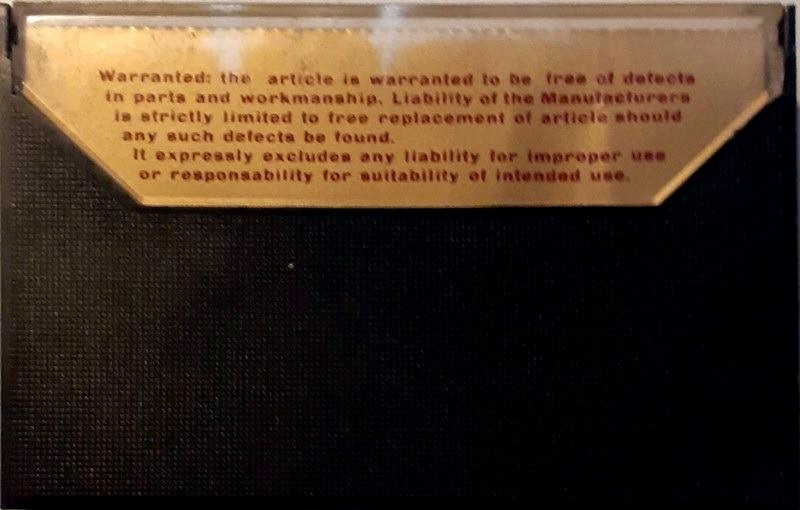 Warranted: the article is warranted to be free of defects
in parts and workmanship. Liability of the Manufacturers
is strictly limited to free replacement of article should
any such defects be found.
It expressly excludes any liability for improper use
or responsability for suitability of intended use.